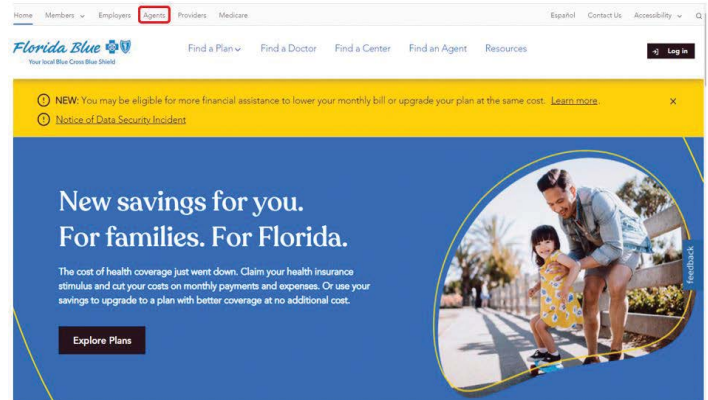 Home Members Employers Agents Providers Medicare Español Contact Us Accessibility
Florida Blue
Your local Blue Cross Blue Shield
Find a Plan Find a Doctor Find a Center Find an Agent Resources
Log in
NEW: You may be eligible for more financial assistance to lower your monthly bill or upgrade your plan at the same cost. Learn more.
Notice of Data Security Incident
New savings for you.
For families. For Florida.
The cost of health coverage just went down. Claim your health insurance
stimulus and cut your costs on monthly payments and expenses. Or use your
savings to upgrade to a plan with better coverage at no additional cost.
Explore Plans
feedback